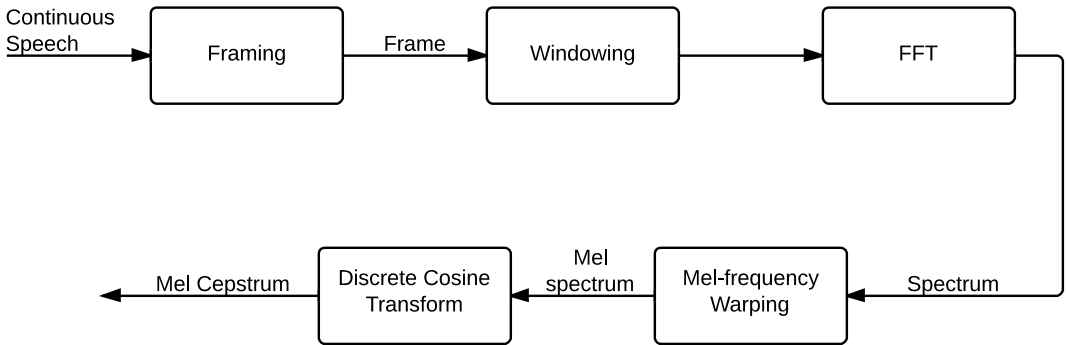 Continuous
Speech
Framing
Frame
Windowing
FFT
Spectrum
Mel-frequency
Warping
Mel
spectrum
Discrete Cosine
Transform
Mel Cepstrum